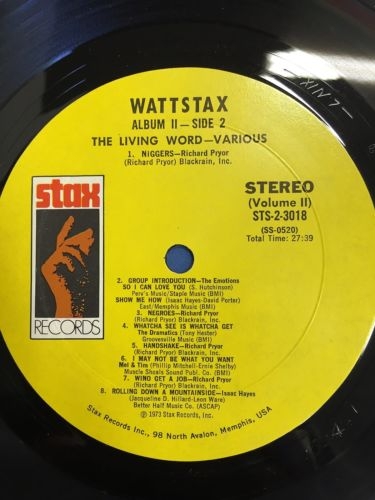 WATTSTAX
ALBUM II—SIDE 2
THE LIVING WORD—VARIOUS
1. NIGGERS—Richard Pryor
(Richard Pryor) Blackrain, Inc.
stax
RECORDS
STEREO
(Volume II)
STS-2-3018
(SS-0520)
Total Time: 27:39
2. GROUP INTRODUCTION—The Emotions
SO I CAN LOVE YOU (S. Hutchinson)
Perv's Music/Staple Music (BMI)
SHOW ME HOW (Isaac Hayes-David Porter)
East/Memphis Music (BMI)
3. NEGROES—Richard Pryor
(Richard Pryor) Blackrain, Inc.
4. WHATCHA SEE IS WHATCHA GET
The Dramatics (Tony Hester)
Groovesville Music (BMI)
5. HANDSHAKE—Richard Pryor
(Richard Pryor) Blackrain, Inc.
6. I MAY NOT BE WHAT YOU WANT
Mel & Tim (Phillip Mitchell-Ernie Shelby)
Muscle Shoals Sound Publ. Co. (BMI)
7. WIND GET A JOB—Richard Pryor
(Richard Pryor) Blackrain, Inc.
8. ROLLING DOWN A MOUNTAINSIDE—Isaac Hayes
(Jacqueline D. Hilliard-Leon Ware)
Better Half Music Co. (ASCAP)
℗1973 Stax Records Inc.
Stax Records, Inc., 98 North Avalon, Memphis, USA